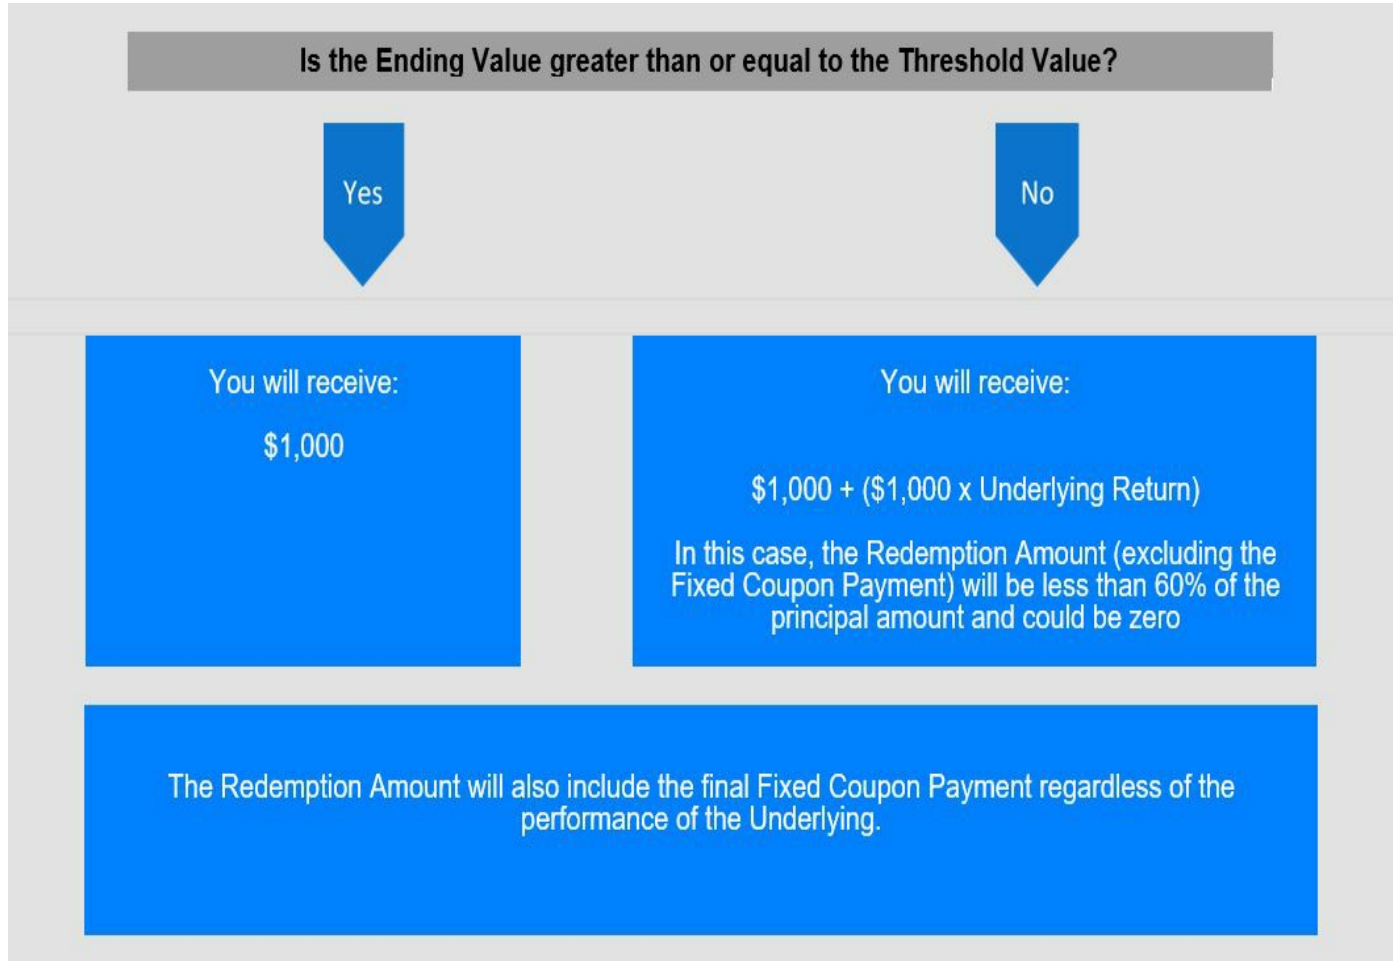 Is the Ending Value greater than or equal to the Threshold Value?
Yes
No
You will receive:
$1,000
You will receive:
$1,000 + ($1,000 x Underlying Return)
In this case, the Redemption Amount (excluding the
Fixed Coupon Payment) will be less than 60% of the
principal amount and could be zero
The Redemption Amount will also include the final Fixed Coupon Payment regardless of the
performance of the Underlying.